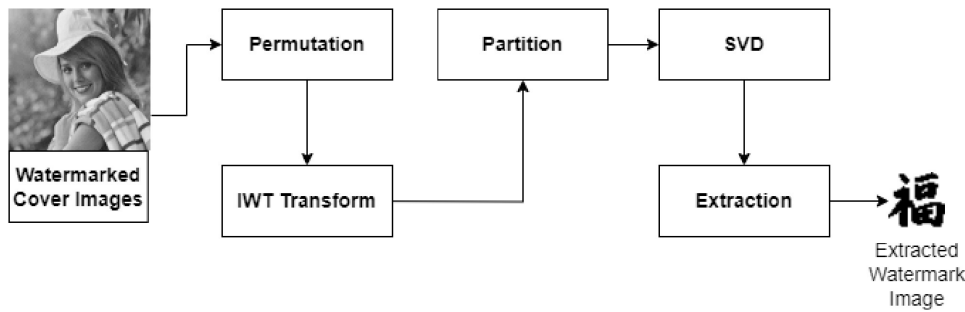 Watermarked
Cover Images
Permutation
IWT Transform
Partition
SVD
Extraction
福
Extracted
Watermark
Image